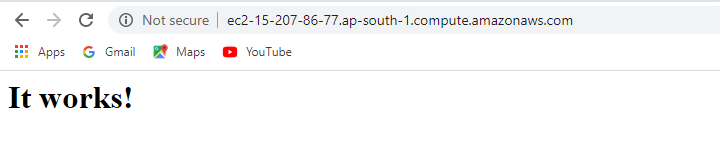 Not secure | ec2-15-207-86-77.ap-south-1.compute.amazonaws.com
Apps Gmail Maps YouTube
It works!